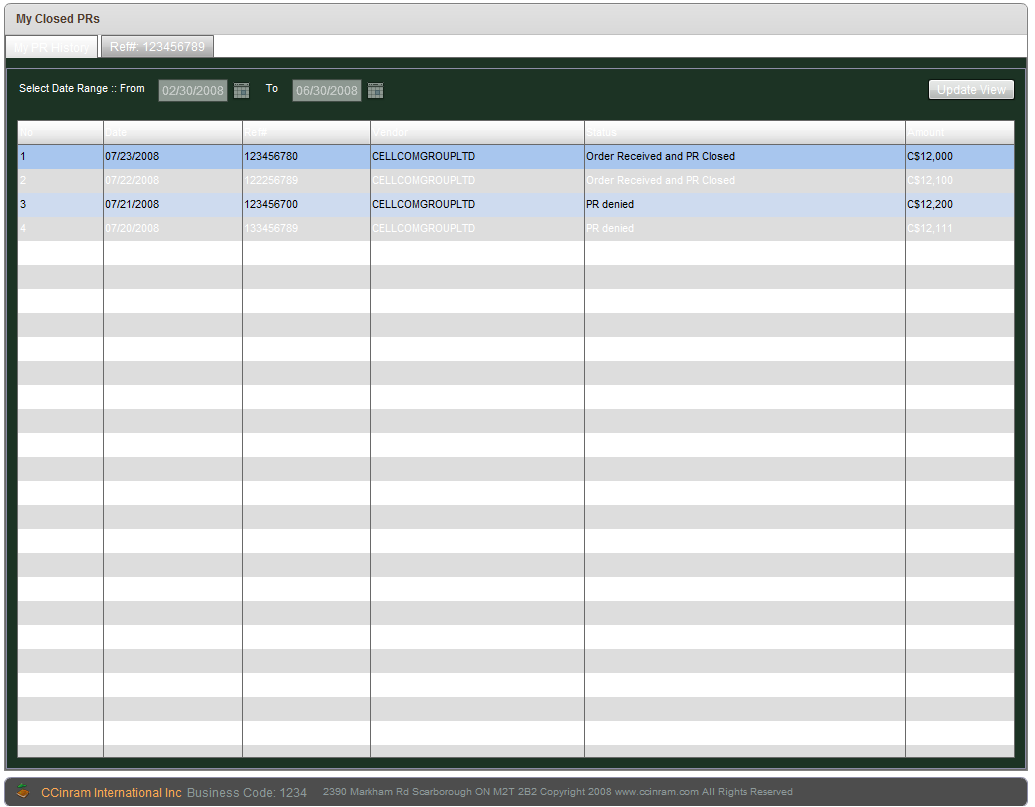 My Closed PRs
My PR History Ref#: 123456789
Select Date Range :: From 02/30/2008 To 06/30/2008 Update View
No Date Ref# Vendor Status Amount
1 07/23/2008 123456780 CELLCOMGROUPLTD Order Received and PR Closed C$12,000
2 07/22/2008 122256789 CELLCOMGROUPLTD Order Received and PR Closed C$12,100
3 07/21/2008 123456700 CELLCOMGROUPLTD PR denied C$12,200
4 07/20/2008 133456789 CELLCOMGROUPLTD PR denied C$12,111
CCinram International Inc Business Code: 1234 2390 Markham Rd Scarborough ON M2T 2B2 Copyright 2008 www.ccinram.com All Rights Reserved